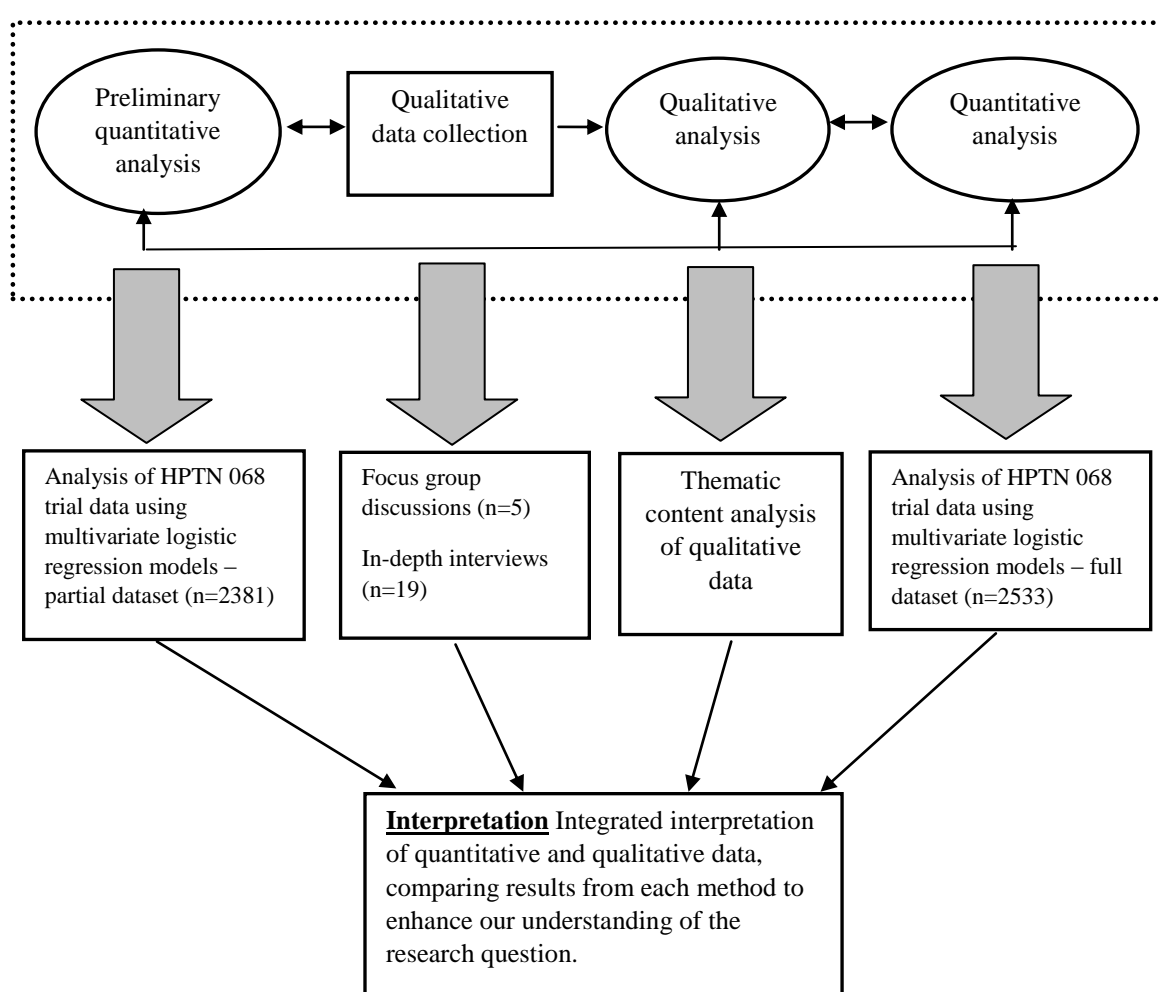 Preliminary
quantitative
analysis
Qualitative
data collection
Qualitative
analysis
Quantitative
analysis
Analysis of HPTN 068
trial data using
multivariate logistic
regression models –
partial dataset (n=2381)
Focus group
discussions (n=5)
In-depth interviews
(n=19)
Thematic
content analysis
of qualitative
data
Analysis of HPTN 068
trial data using
multivariate logistic
regression models – full
dataset (n=2533)
Interpretation Integrated interpretation
of quantitative and qualitative data,
comparing results from each method to
enhance our understanding of the
research question.